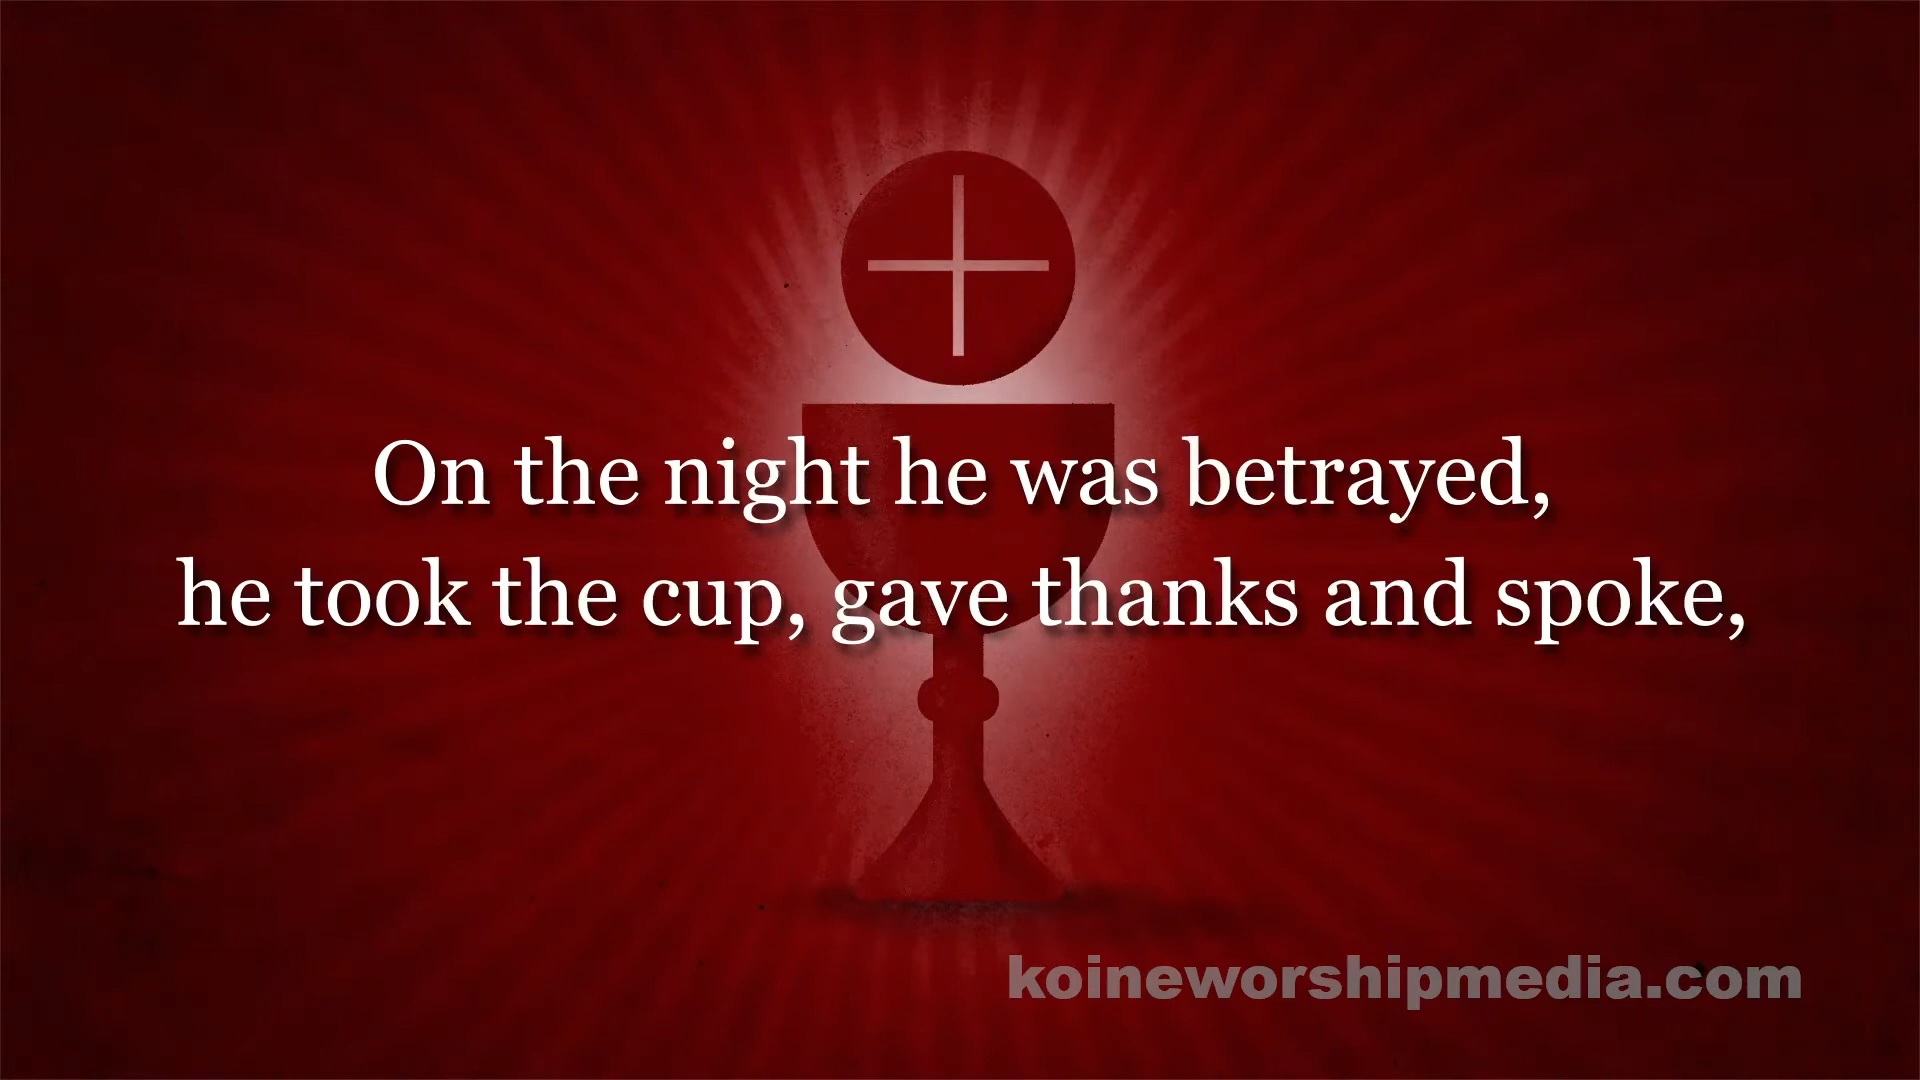 On the night he was betrayed,
he took the cup, gave thanks and spoke,
koineworshipmedia.com